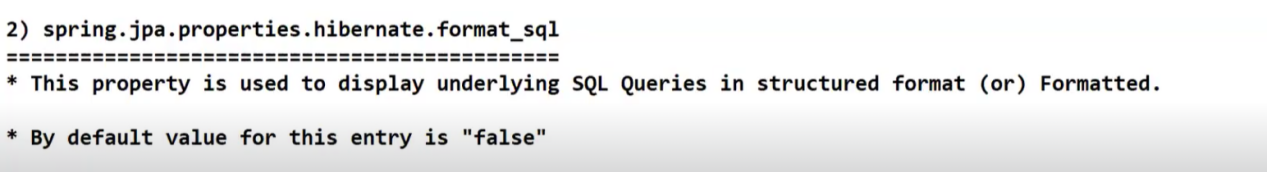 2) spring.jpa.properties.hibernate.format_sql
=============================================
* This property is used to display underlying SQL Queries in structured format (or) Formatted.
* By default value for this entry is "false"